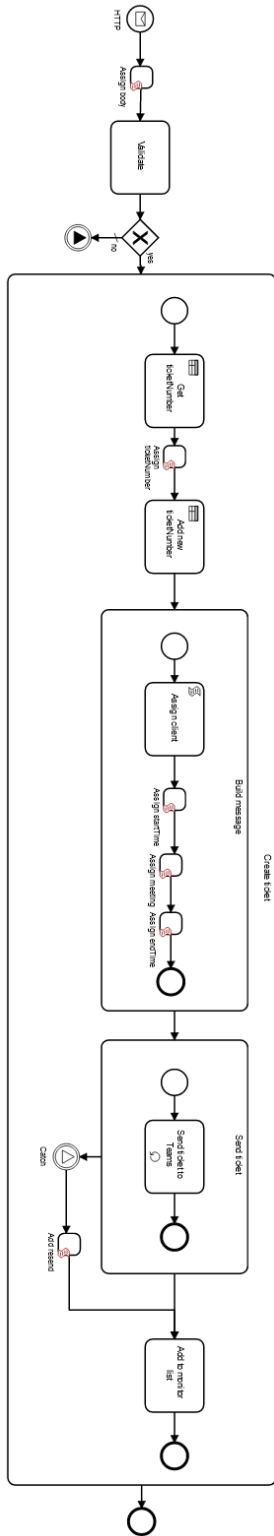 HTTP
Assign body
Validate
yes
no
Create ticket
Get
ticketNumber
Assign
ticketNumber
Add new
ticketNumber
Build message
Assign client
Assign startTime
Assign meeting
Assign endTime
Send ticket
Send ticket to
Teams
Catch
Add resend
Add to monitor
list